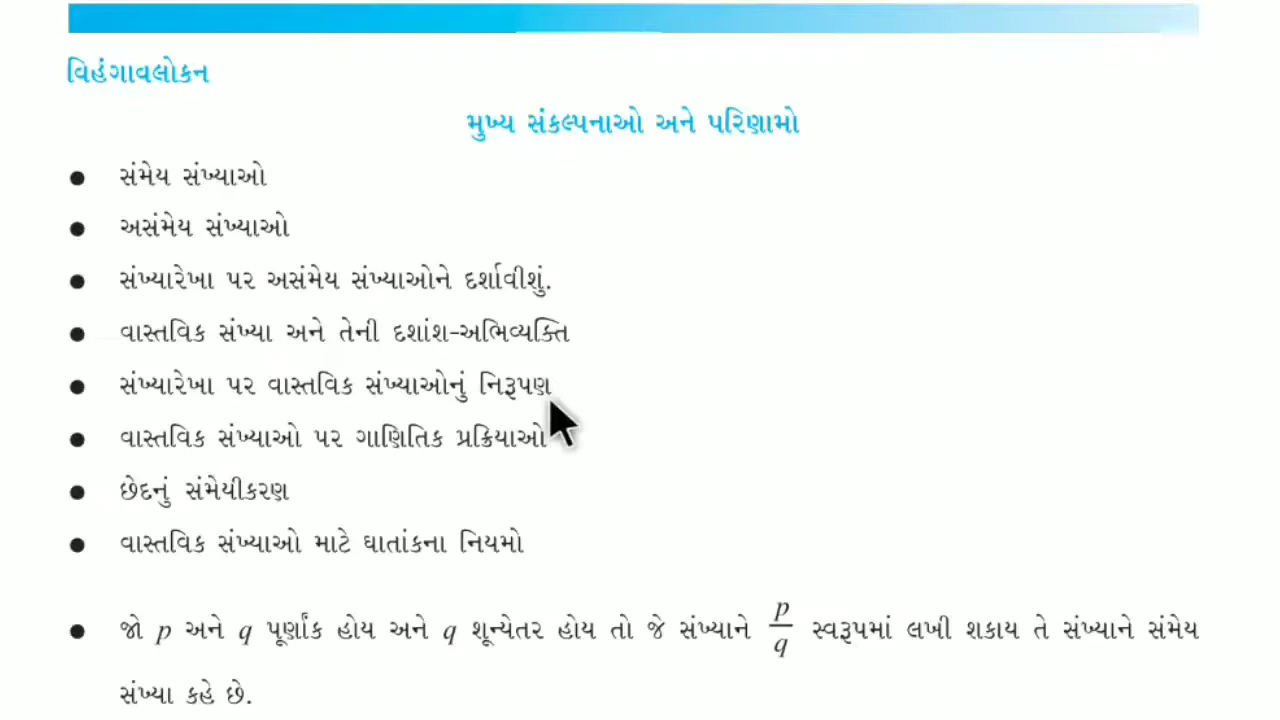 વિહંગાવલોકન
મુખ્ય સંકલ્પનાઓ અને પરિણામો
● સંમેય સંખ્યાઓ
● અસંમેય સંખ્યાઓ
● સંખ્યારેખા પર અસંમેય સંખ્યાઓને દર્શાવીશું.
● વાસ્તવિક સંખ્યા અને તેની દશાંશ-અભિવ્યક્તિ
● સંખ્યારેખા પર વાસ્તવિક સંખ્યાઓનું નિરૂપણ
● વાસ્તવિક સંખ્યાઓ પર ગાણિતિક પ્રક્રિયાઓ
● છેદનું સંમેયીકરણ
● વાસ્તવિક સંખ્યાઓ માટે ઘાતાંકના નિયમો
● જો p અને q પૂર્ણાંક હોય અને q શૂન્યેતર હોય તો જે સંખ્યાને p/q સ્વરૂપમાં લખી શકાય તે સંખ્યાને સંમેય
સંખ્યા કહે છે.